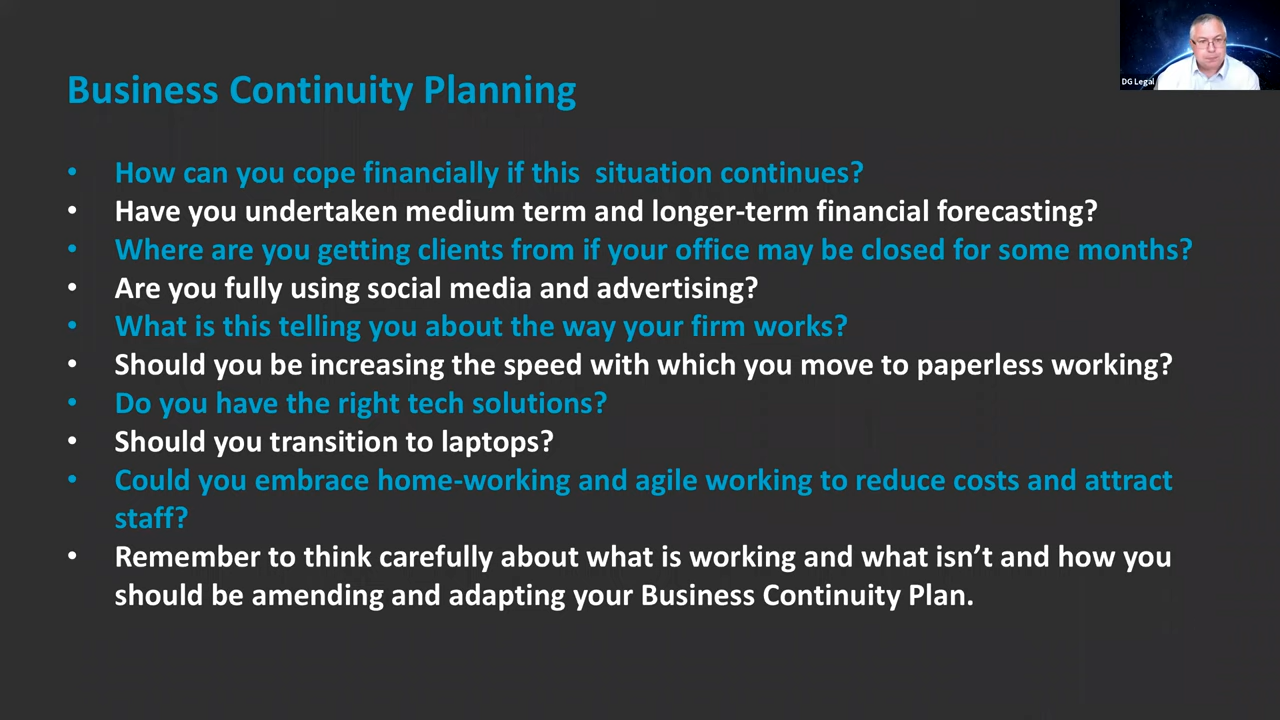 Business Continuity Planning
DG Legal
• How can you cope financially if this  situation continues?
• Have you undertaken medium term and longer-term financial forecasting?
• Where are you getting clients from if your office may be closed for some months?
• Are you fully using social media and advertising?
• What is this telling you about the way your firm works?
• Should you be increasing the speed with which you move to paperless working?
• Do you have the right tech solutions?
• Should you transition to laptops?
• Could you embrace home-working and agile working to reduce costs and attract
staff?
• Remember to think carefully about what is working and what isn’t and how you
should be amending and adapting your Business Continuity Plan.